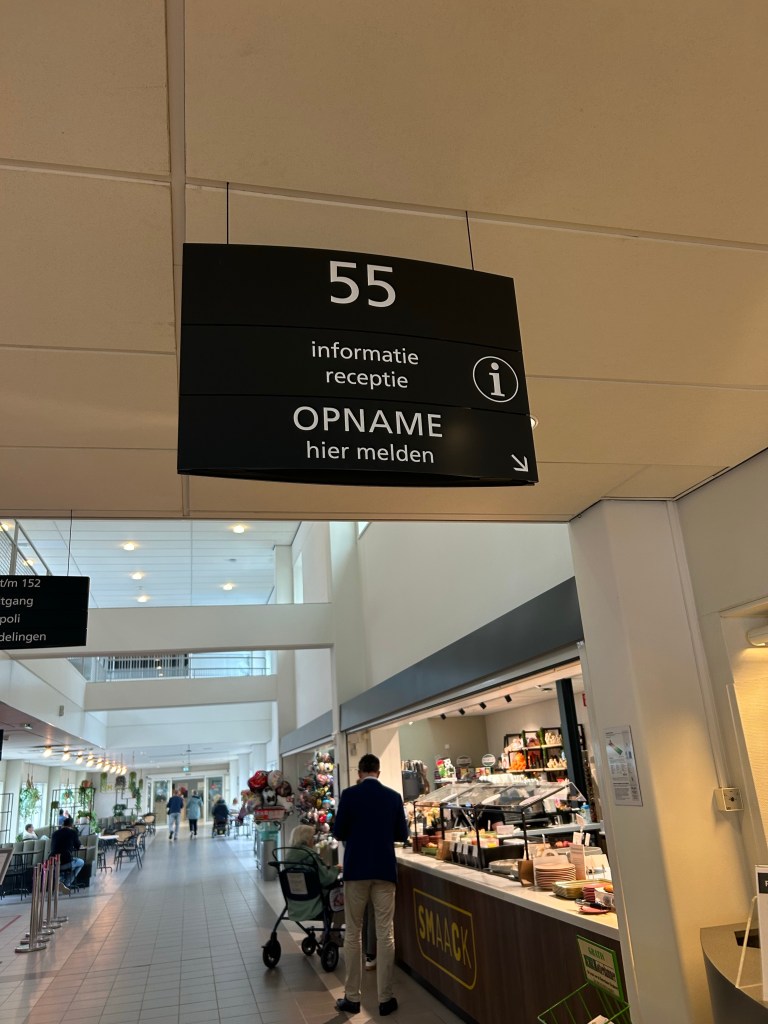 55
informatie
receptie
i
OPNAME
hier melden
t/m 152
tgang
poli
delingen
SMAACK